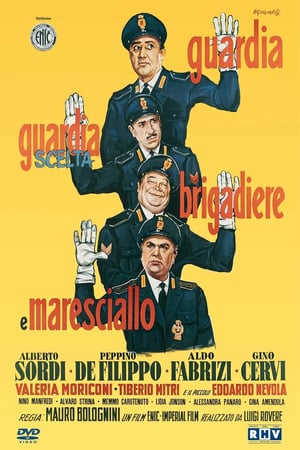 ENIC
guardia
guardia
SCELTA
brigadiere
e maresciallo
ALBERTO PEPPINO ALDO GINO
SORDI · DE FILIPPO · FABRIZI · CERVI
VALERIA MORICONI · TIBERIO MITRI · E IL PICCOLO EDOARDO NEVOLA
NINO MANFREDI · ALVARO STRINA · MEMMO CAROTENUTO · LIDIA JONSON · ALESSANDRA PANARO · GINA AMENDOLA
REGIA: MAURO BOLOGNINI UN FILM ENIC-IMPERIAL FILM REALIZZATO DA LUIGI ROVERE
DVD
VIDEO
RHV